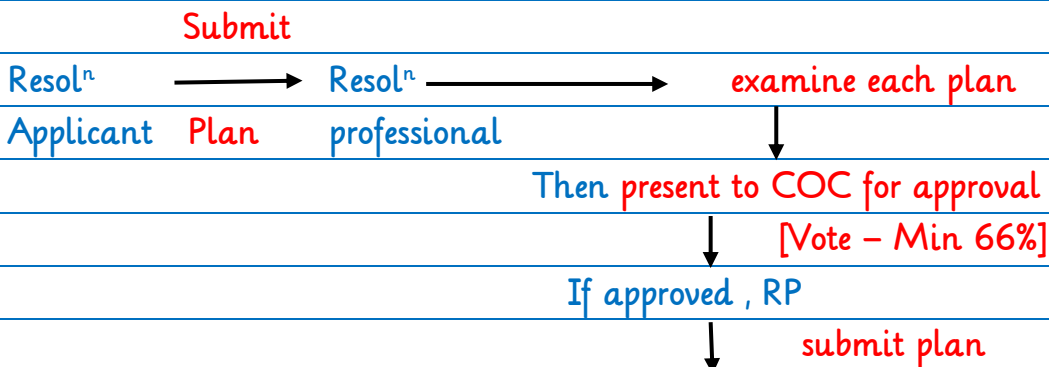 Submit
Resolⁿ Resolⁿ examine each plan
Applicant Plan professional
Then present to COC for approval
[Vote – Min 66%]
If approved , RP
submit plan